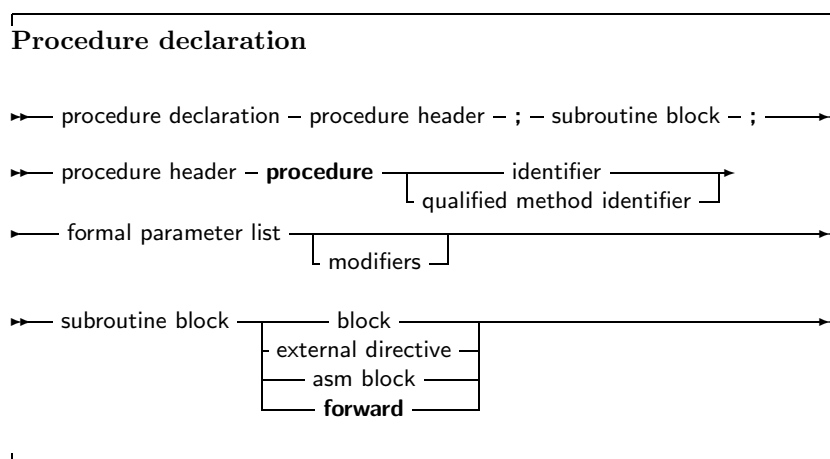 Procedure declaration
procedure declaration procedure header ; subroutine block ;
procedure header procedure identifier
qualified method identifier
formal parameter list
modifiers
subroutine block block
external directive
asm block
forward